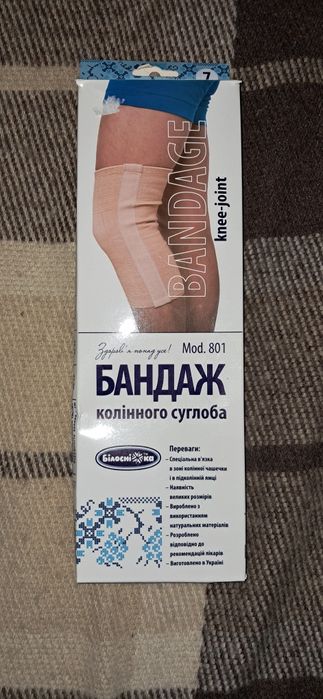 7
BANDAGE
knee-joint
Здоров'я понад усе!
Mod. 801
БАНДАЖ
колінного суглоба
Білосніжка
Переваги:
- Спеціальна в'язка
в зоні колінної чашечки
і в підколінній ямці
- Наявність
великих розмірів
- Вироблено з
використанням
натуральних матеріалів
- Розроблено
відповідно до
рекомендацій лікарів
- Виготовлено в Україні